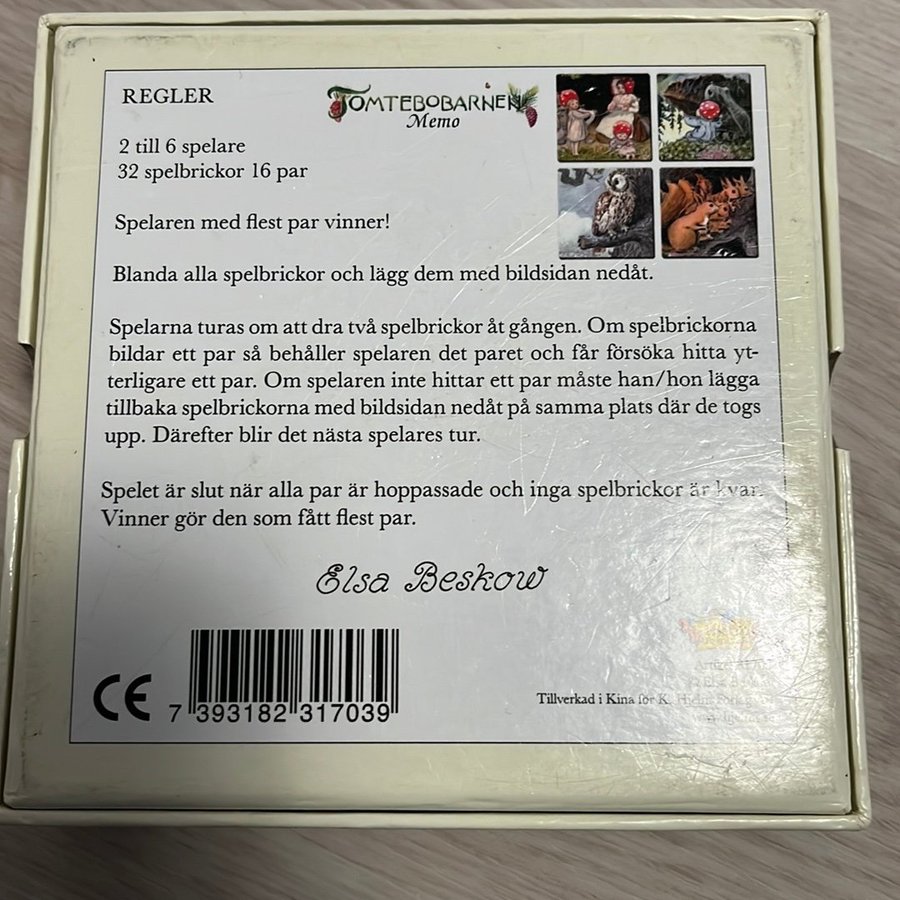 REGLER
TOMTEBOBARNEN
Memo
2 till 6 spelare
32 spelbrickor 16 par
Spelaren med flest par vinner!
Blanda alla spelbrickor och lägg dem med bildsidan nedåt.
Spelarna turas om att dra två spelbrickor åt gången. Om spelbrickorna
bildar ett par så behåller spelaren det paret och får försöka hitta yt-
terligare ett par. Om spelaren inte hittar ett par måste han/hon lägga
tillbaka spelbrickorna med bildsidan nedåt på samma plats där de togs
upp. Därefter blir det nästa spelares tur.
Spelet är slut när alla par är hoppassade och inga spelbrickor är kvar.
Vinner gör den som fått flest par.
Elsa Beskow
CE
7 393182 317039
Tillverkad i Kina för K.